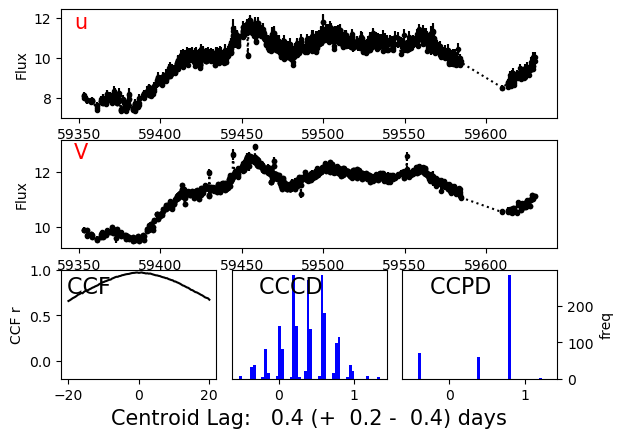 u
12
10
8
Flux
59350 59400 59450 59500 59550 59600
V
12
10
Flux
59350 59400 59450 59500 59550 59600
CCF
CCCD
CCPD
1.0
0.5
0.0
CCF r
200
100
0
freq
−20 0 20
0 1
0 1
Centroid Lag: 0.4 (+ 0.2 - 0.4) days